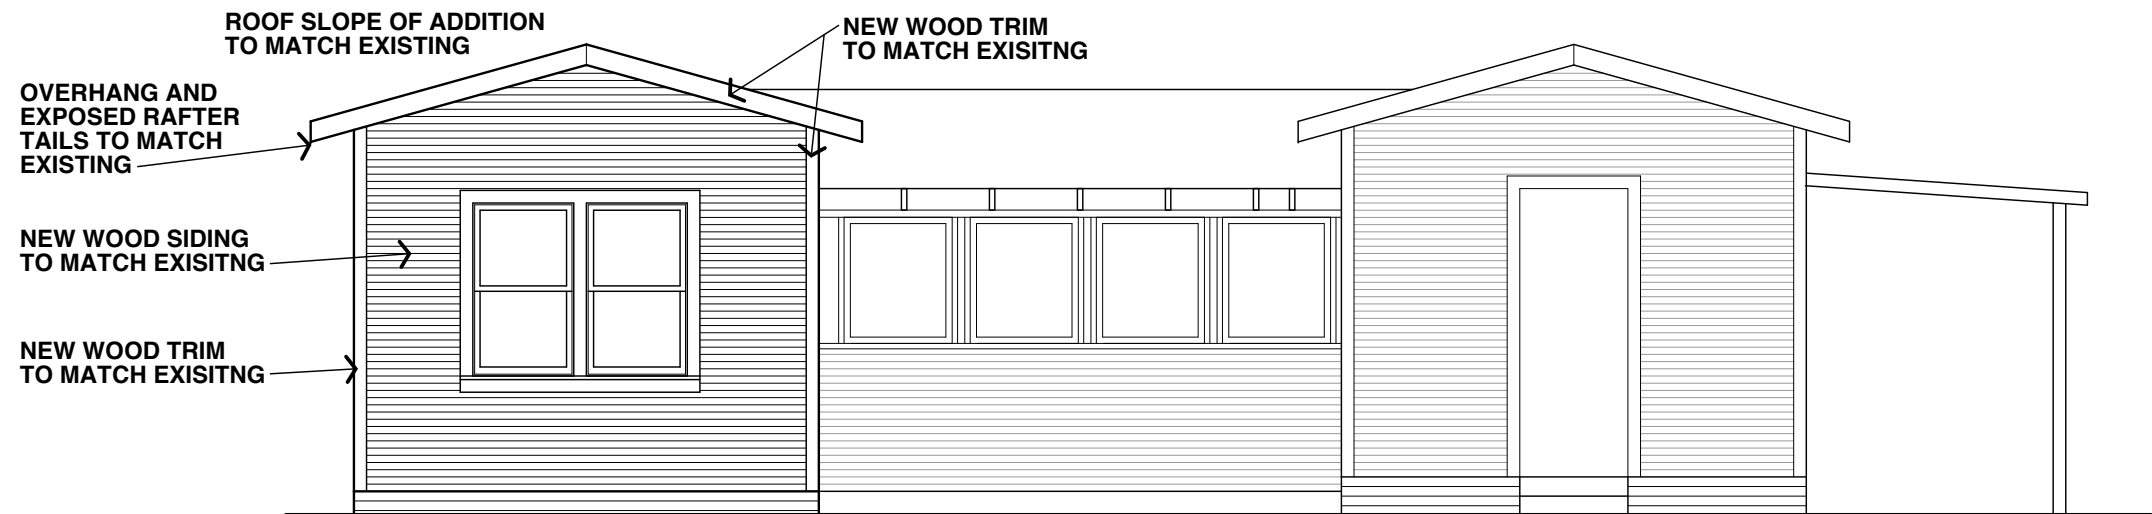 ROOF SLOPE OF ADDITION
TO MATCH EXISTING
NEW WOOD TRIM
TO MATCH EXISITNG
OVERHANG AND
EXPOSED RAFTER
TAILS TO MATCH
EXISTING
NEW WOOD SIDING
TO MATCH EXISITNG
NEW WOOD TRIM
TO MATCH EXISITNG